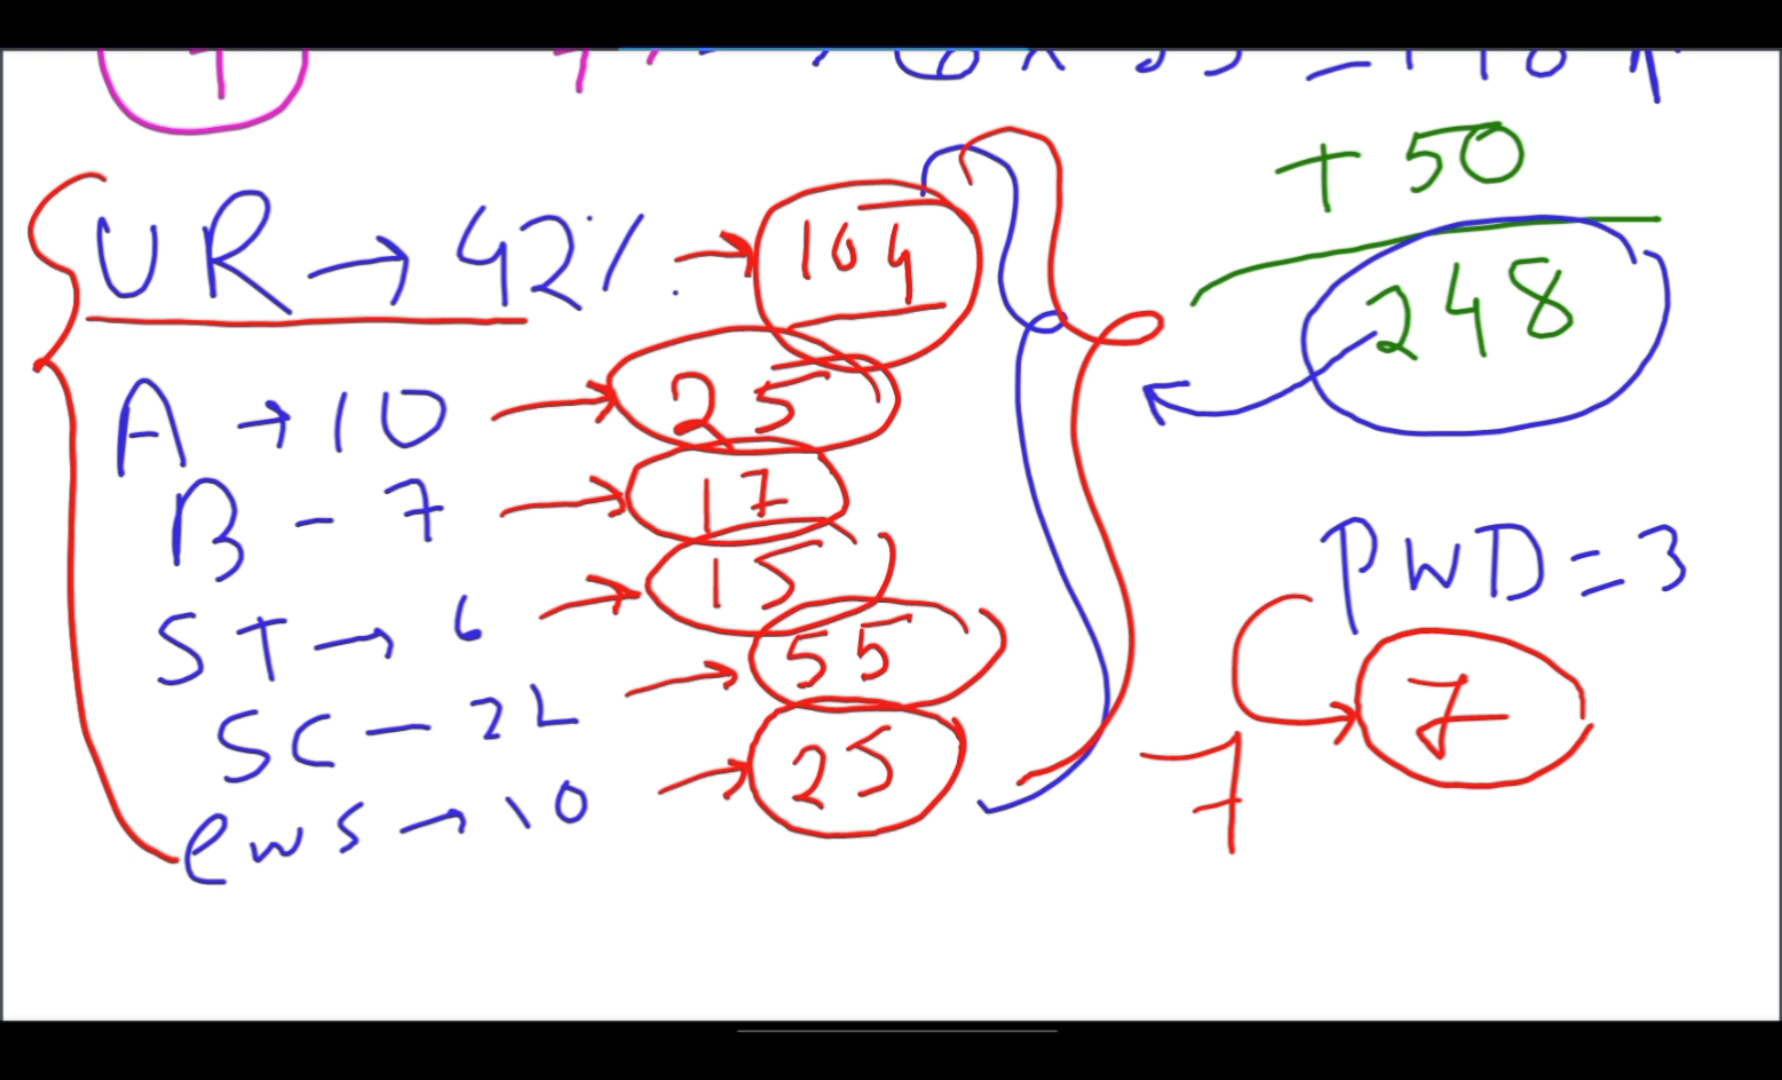 + 50
UR → 42% → 104
248
A → 10 → 25
B - 7 → 17
PWD = 3
ST → 6 → 15
7
SC - 22 → 55
7
ews → 10 → 25